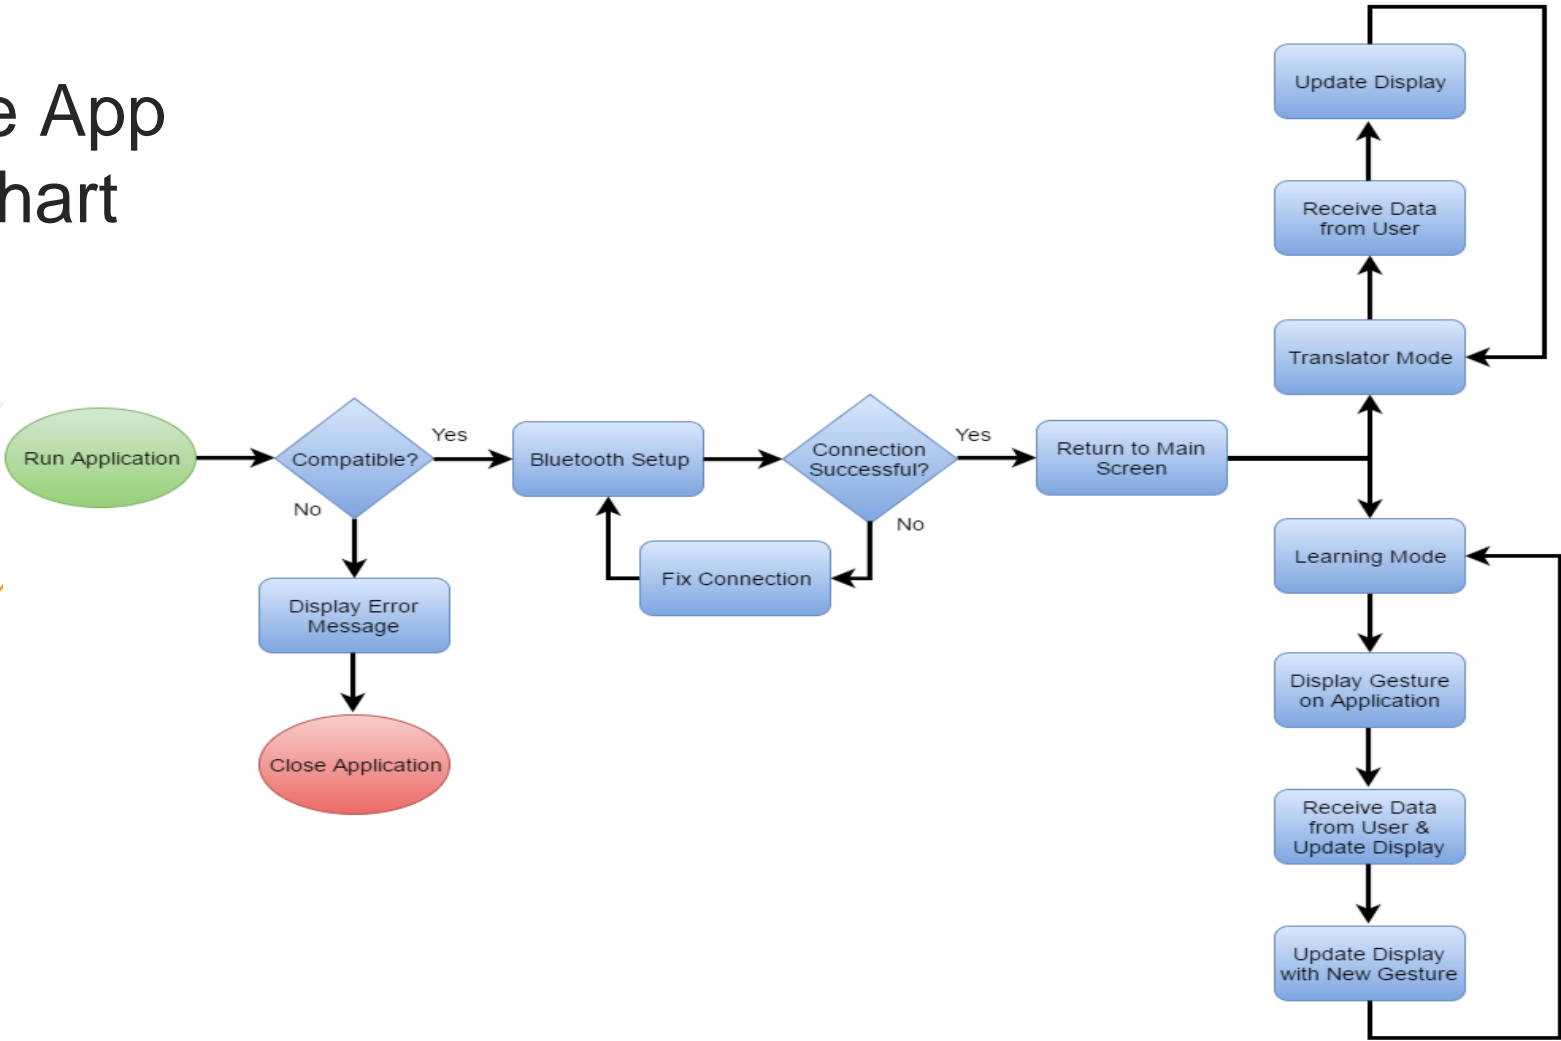 e App
hart
Run Application
Compatible?
Yes
No
Display Error
Message
Close Application
Bluetooth Setup
Connection
Successful?
Yes
No
Fix Connection
Return to Main
Screen
Update Display
Receive Data
from User
Translator Mode
Learning Mode
Display Gesture
on Application
Receive Data
from User &
Update Display
Update Display
with New Gesture